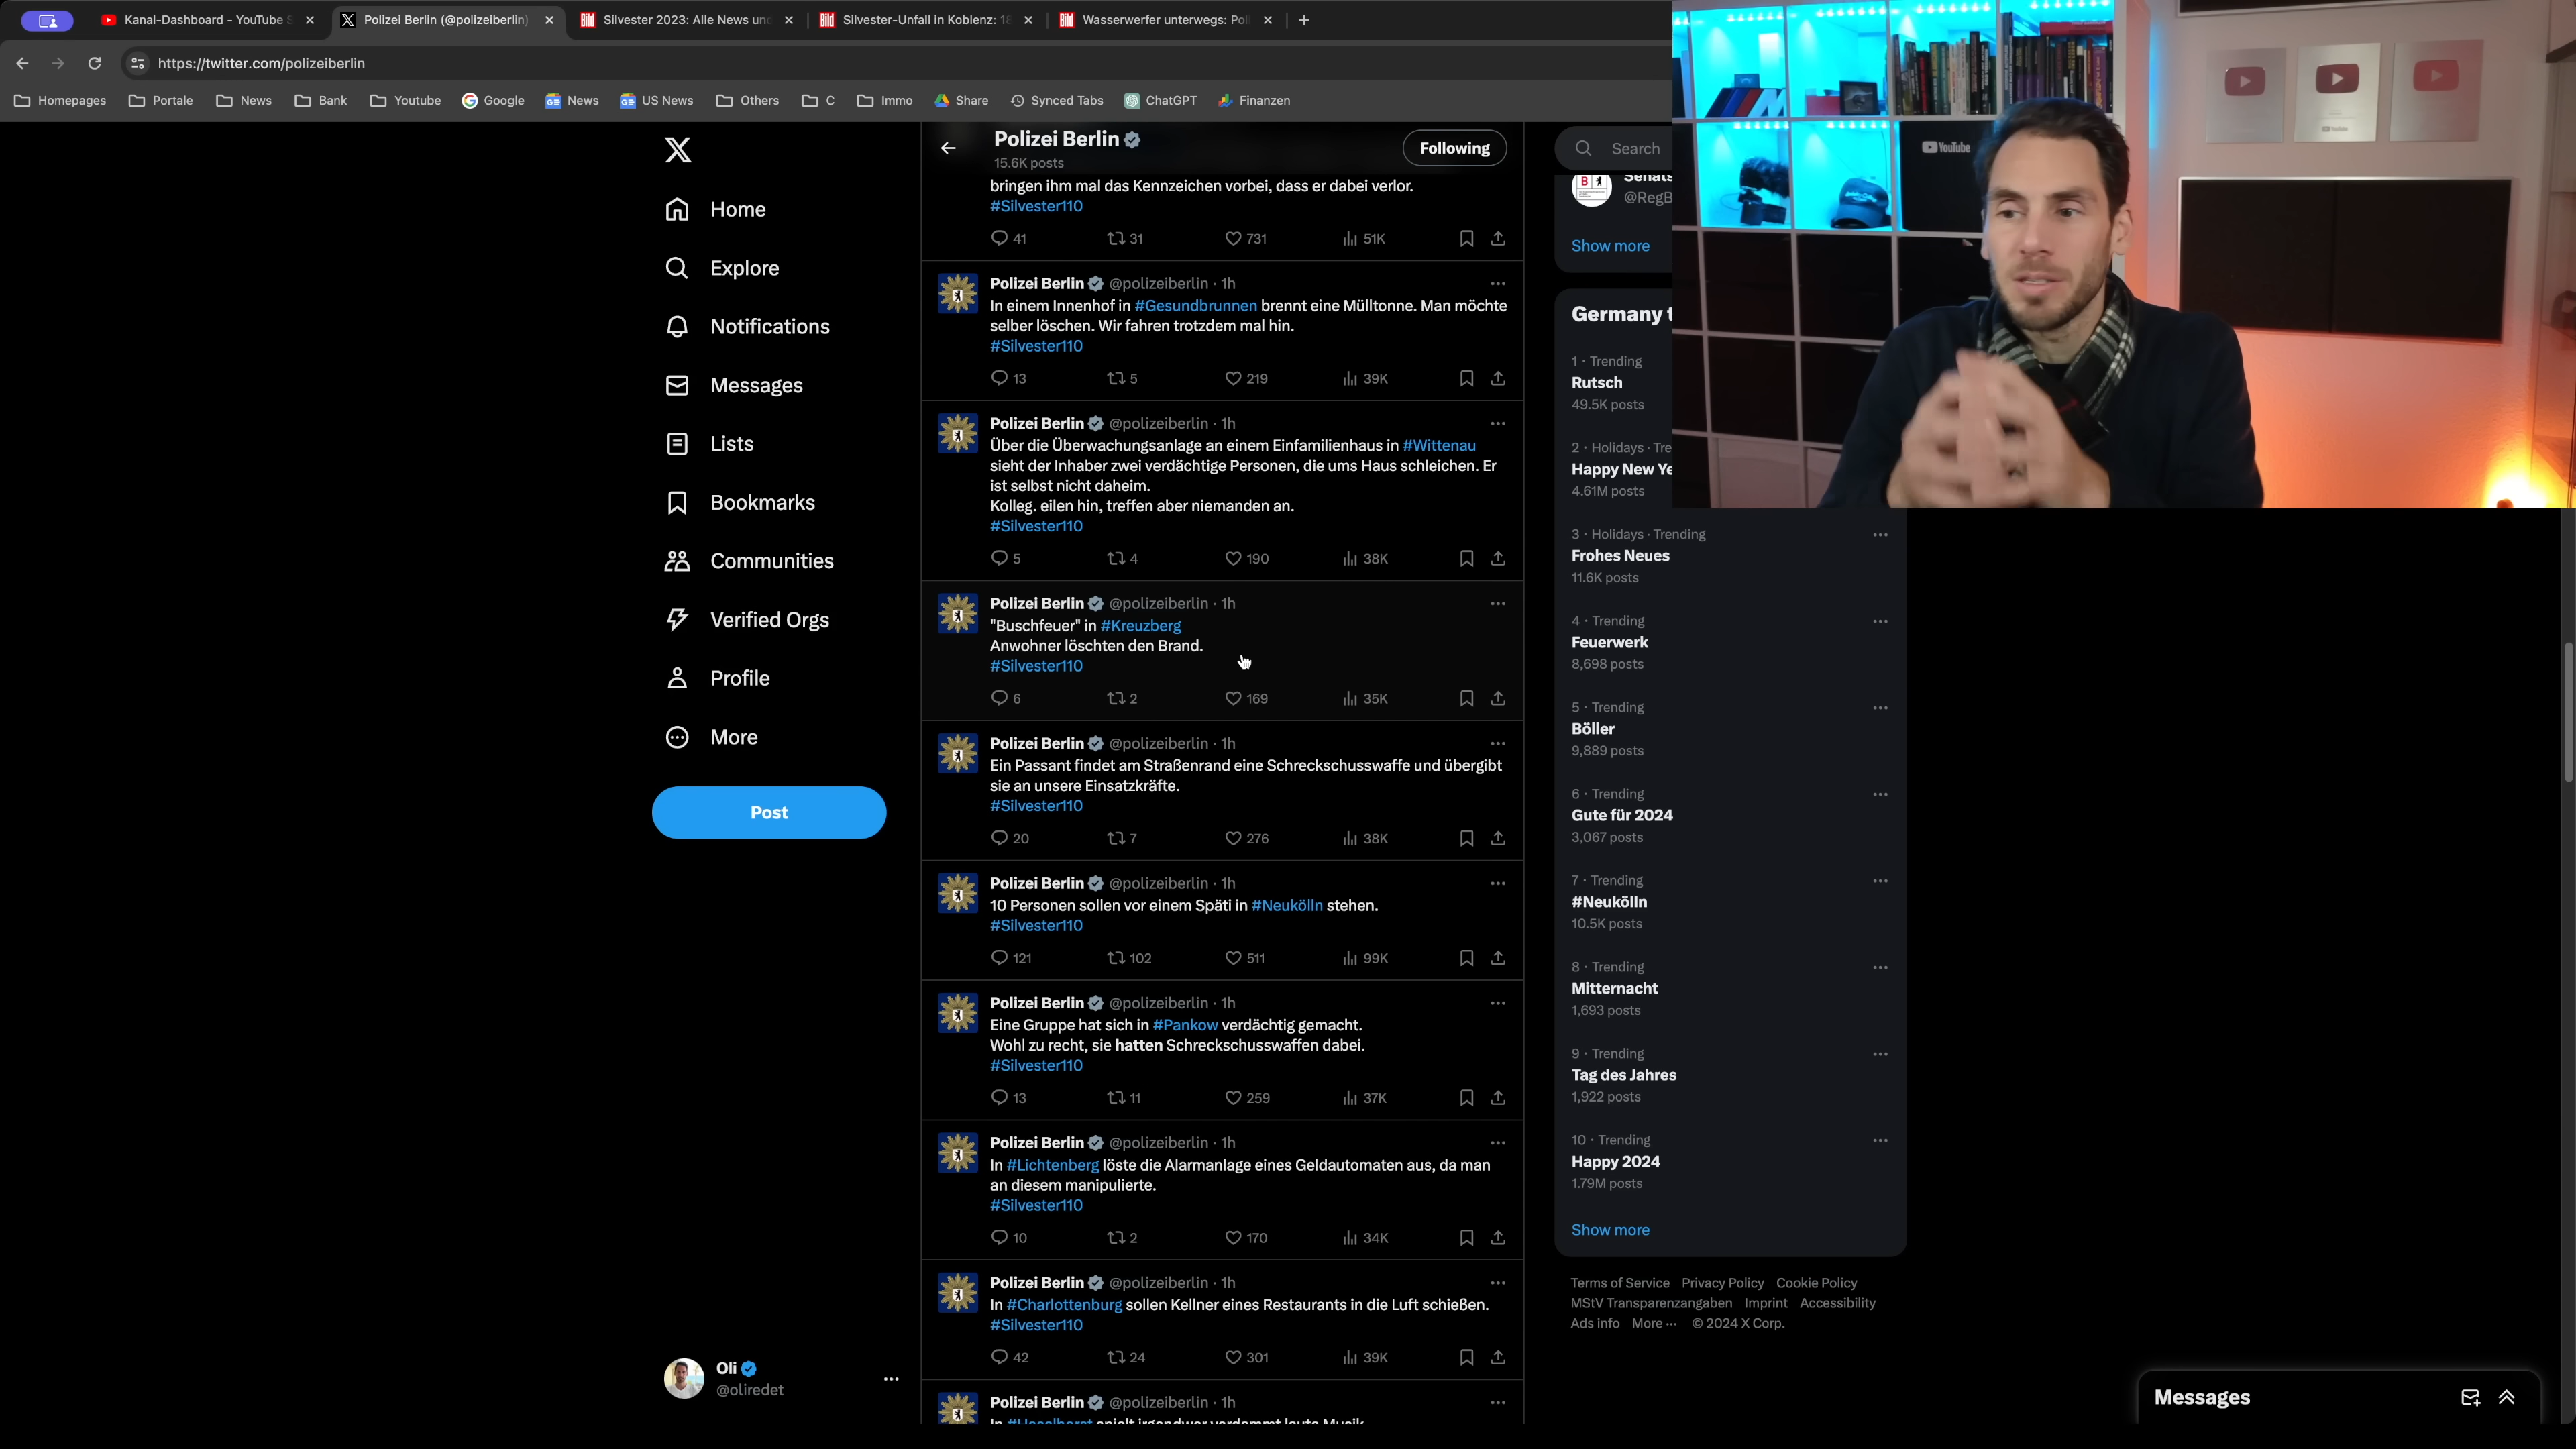 Kanal-Dashboard - YouTube S
Polizei Berlin (@polizeiberlin)
Silvester 2023: Alle News und
Silvester-Unfall in Koblenz: 18
Wasserwerfer unterwegs: Poli
https://twitter.com/polizeiberlin
Homepages
Portale
News
Bank
Youtube
Google
News
US News
Others
C
Immo
Share
Synced Tabs
ChatGPT
Finanzen
Home
Explore
Notifications
Messages
Lists
Bookmarks
Communities
Verified Orgs
Profile
More
Post
Oli
@oliredet
Polizei Berlin
15.6K posts
Following
bringen ihm mal das Kennzeichen vorbei, dass er dabei verlor.
#Silvester110
41 31 731 51K
Polizei Berlin @polizeiberlin · 1h
In einem Innenhof in #Gesundbrunnen brennt eine Mülltonne. Man möchte
selber löschen. Wir fahren trotzdem mal hin.
#Silvester110
13 5 219 39K
Polizei Berlin @polizeiberlin · 1h
Über die Überwachungsanlage an einem Einfamilienhaus in #Wittenau
sieht der Inhaber zwei verdächtige Personen, die ums Haus schleichen. Er
ist selbst nicht daheim.
Kolleg. eilen hin, treffen aber niemanden an.
#Silvester110
5 4 190 38K
Polizei Berlin @polizeiberlin · 1h
"Buschfeuer" in #Kreuzberg
Anwohner löschten den Brand.
#Silvester110
6 2 169 35K
Polizei Berlin @polizeiberlin · 1h
Ein Passant findet am Straßenrand eine Schreckschusswaffe und übergibt
sie an unsere Einsatzkräfte.
#Silvester110
20 7 276 38K
Polizei Berlin @polizeiberlin · 1h
10 Personen sollen vor einem Späti in #Neukölln stehen.
#Silvester110
121 102 511 99K
Polizei Berlin @polizeiberlin · 1h
Eine Gruppe hat sich in #Pankow verdächtig gemacht.
Wohl zu recht, sie hatten Schreckschusswaffen dabei.
#Silvester110
13 11 259 37K
Polizei Berlin @polizeiberlin · 1h
In #Lichtenberg löste die Alarmanlage eines Geldautomaten aus, da man
an diesem manipulierte.
#Silvester110
10 2 170 34K
Polizei Berlin @polizeiberlin · 1h
In #Charlottenburg sollen Kellner eines Restaurants in die Luft schießen.
#Silvester110
42 24 301 39K
Polizei Berlin @polizeiberlin · 1h
Search
Senats
@RegB
Show more
Germany t
1 · Trending
Rutsch
49.5K posts
2 · Holidays · Tre
Happy New Ye
4.61M posts
3 · Holidays · Trending
Frohes Neues
11.6K posts
4 · Trending
Feuerwerk
8,698 posts
5 · Trending
Böller
9,889 posts
6 · Trending
Gute für 2024
3,067 posts
7 · Trending
#Neukölln
10.5K posts
8 · Trending
Mitternacht
1,693 posts
9 · Trending
Tag des Jahres
1,922 posts
10 · Trending
Happy 2024
1.79M posts
Show more
Terms of Service Privacy Policy Cookie Policy
MStV Transparenzangaben Imprint Accessibility
Ads info More ··· © 2024 X Corp.
Messages
YouTube